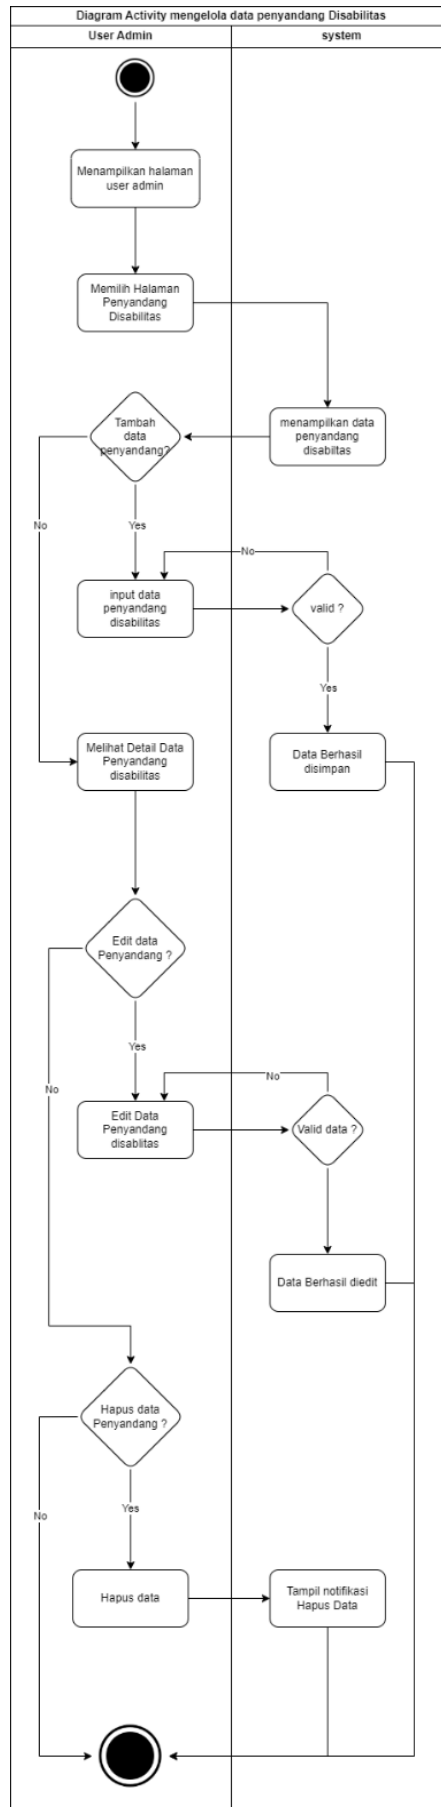 Diagram Activity mengelola data penyandang Disabilitas
User Admin
system
Menampilkan halaman
user admin
Memilih Halaman
Penyandang
Disabilitas
Tambah
data
penyandang?
menampilkan data
penyandang
disabiltas
No
Yes
No
input data
penyandang
disabilitas
valid ?
Yes
Melihat Detail Data
Penyandang
disabilitas
Data Berhasil
disimpan
Edit data
Penyandang ?
No
Yes
No
Edit Data
Penyandang
disablitas
Valid data ?
Data Berhasil diedit
Hapus data
Penyandang ?
No
Yes
Hapus data
Tampil notifikasi
Hapus Data